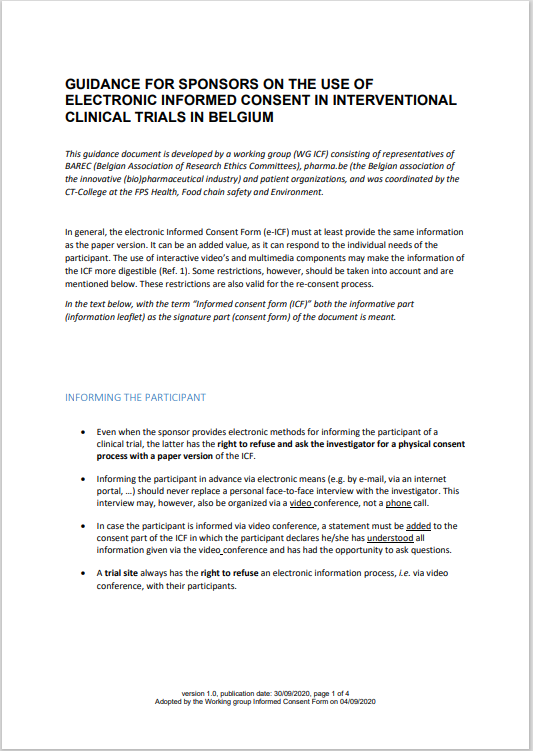 GUIDANCE FOR SPONSORS ON THE USE OF
ELECTRONIC INFORMED CONSENT IN INTERVENTIONAL
CLINICAL TRIALS IN BELGIUM
This guidance document is developed by a working group (WG ICF) consisting of representatives of
BAREC (Belgian Association of Research Ethics Committees), pharma.be (the Belgian association of
the innovative (bio)pharmaceutical industry) and patient organizations, and was coordinated by the
CT-College at the FPS Health, Food chain safety and Environment.
In general, the electronic Informed Consent Form (e-ICF) must at least provide the same information
as the paper version. It can be an added value, as it can respond to the individual needs of the
participant. The use of interactive video's and multimedia components may make the information of
the ICF more digestible (Ref. 1). Some restrictions, however, should be taken into account and are
mentioned below. These restrictions are also valid for the re-consent process.
In the text below, with the term "Informed consent form (ICF)" both the informative part
(information leaflet) as the signature part (consent form) of the document is meant.
INFORMING THE PARTICIPANT
• Even when the sponsor provides electronic methods for informing the participant of a
clinical trial, the latter has the right to refuse and ask the investigator for a physical consent
process with a paper version of the ICF.
• Informing the participant in advance via electronic means (e.g. by e-mail, via an internet
portal, …) should never replace a personal face-to-face interview with the investigator. This
interview may, however, also be organized via a video conference, not a phone call.
• In case the participant is informed via video conference, a statement must be added to the
consent part of the ICF in which the participant declares he/she has understood all
information given via the video conference and has had the opportunity to ask questions.
• A trial site always has the right to refuse an electronic information process, i.e. via video
conference, with their participants.
version 1.0, publication date: 30/09/2020, page 1 of 4
Adopted by the Working group Informed Consent Form on 04/09/2020